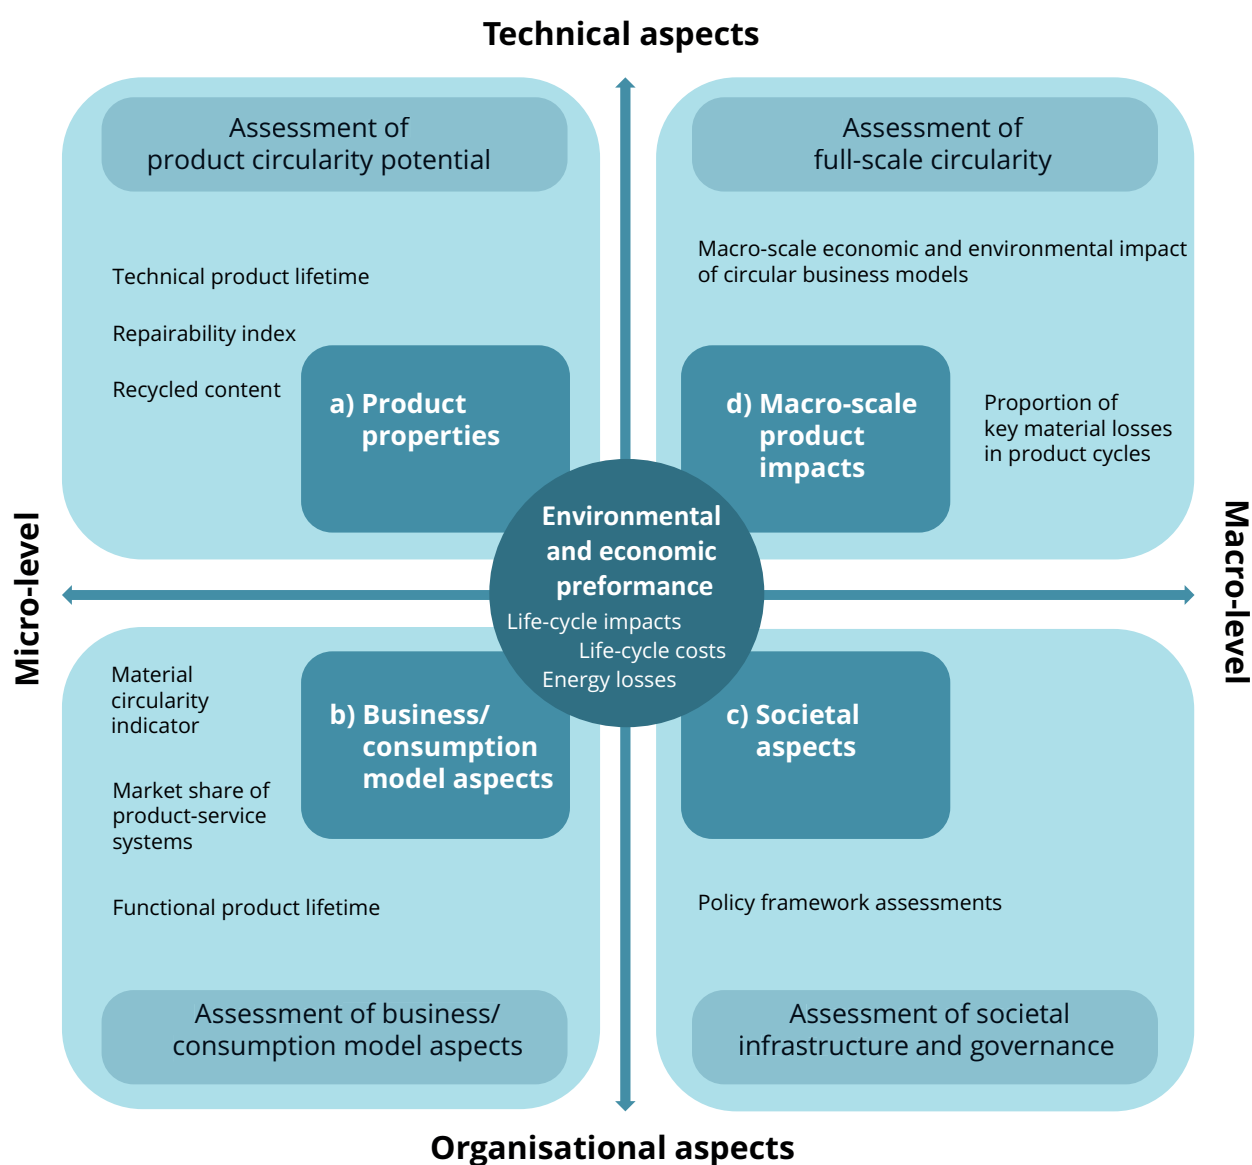 Technical aspects
Assessment of
product circularity potential
Technical product lifetime
Repairability index
Recycled content
a) Product
properties
Assessment of
full-scale circularity
Macro-scale economic and environmental impact
of circular business models
d) Macro-scale
product
impacts
Proportion of
key material losses
in product cycles
Micro-level
Environmental
and economic
preformance
Life-cycle impacts
Life-cycle costs
Energy losses
Macro-level
Material
circularity
indicator
Market share of
product-service
systems
Functional product lifetime
b) Business/
consumption
model aspects
Assessment of business/
consumption model aspects
c) Societal
aspects
Policy framework assessments
Assessment of societal
infrastructure and governance
Organisational aspects